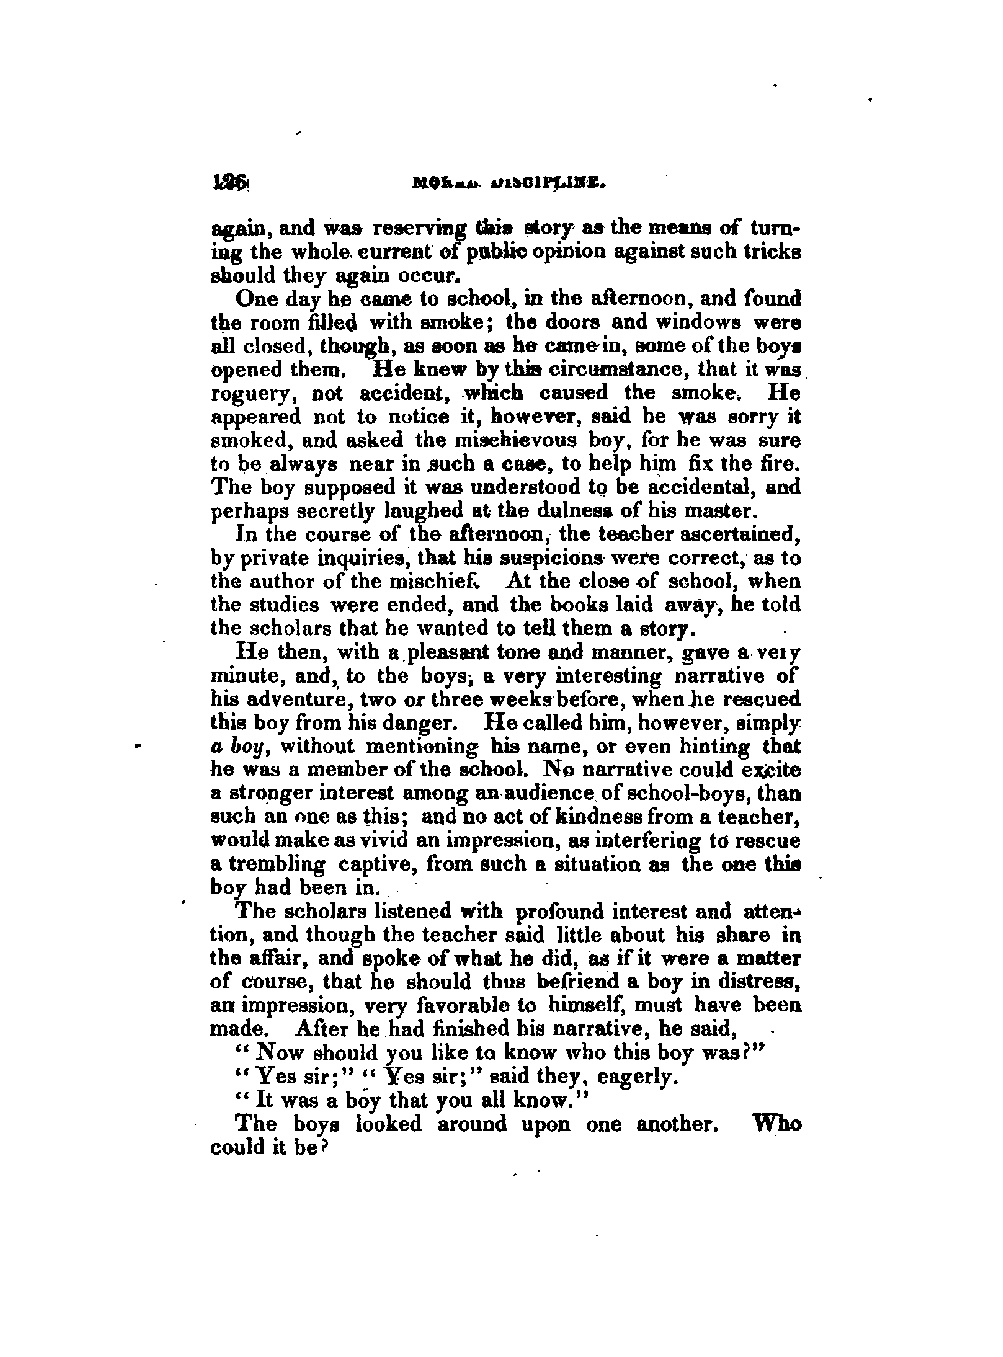 126 MORAL DISCIPLINE.
again, and was reserving this story as the means of turn-
ing the whole current of public opinion against such tricks
should they again occur.
One day he came to school, in the afternoon, and found
the room filled with smoke; the doors and windows were
all closed, though, as soon as he came in, some of the boys
opened them. He knew by this circumstance, that it was
roguery, not accident, which caused the smoke. He
appeared not to notice it, however, said he was sorry it
smoked, and asked the mischievous boy, for he was sure
to be always near in such a case, to help him fix the fire.
The boy supposed it was understood to be accidental, and
perhaps secretly laughed at the dulness of his master.
In the course of the afternoon, the teacher ascertained,
by private inquiries, that his suspicions were correct, as to
the author of the mischief. At the close of school, when
the studies were ended, and the books laid away, he told
the scholars that he wanted to tell them a story.
He then, with a pleasant tone and manner, gave a very
minute, and, to the boys, a very interesting narrative of
his adventure, two or three weeks before, when he rescued
this boy from his danger. He called him, however, simply
a boy, without mentioning his name, or even hinting that
he was a member of the school. No narrative could excite
a stronger interest among an audience of school-boys, than
such an one as this; and no act of kindness from a teacher,
would make as vivid an impression, as interfering to rescue
a trembling captive, from such a situation as the one this
boy had been in.
The scholars listened with profound interest and atten-
tion, and though the teacher said little about his share in
the affair, and spoke of what he did, as if it were a matter
of course, that he should thus befriend a boy in distress,
an impression, very favorable to himself, must have been
made. After he had finished his narrative, he said,
"Now should you like to know who this boy was?"
"Yes sir;" "Yes sir;" said they, eagerly.
"It was a boy that you all know."
The boys looked around upon one another. Who
could it be?